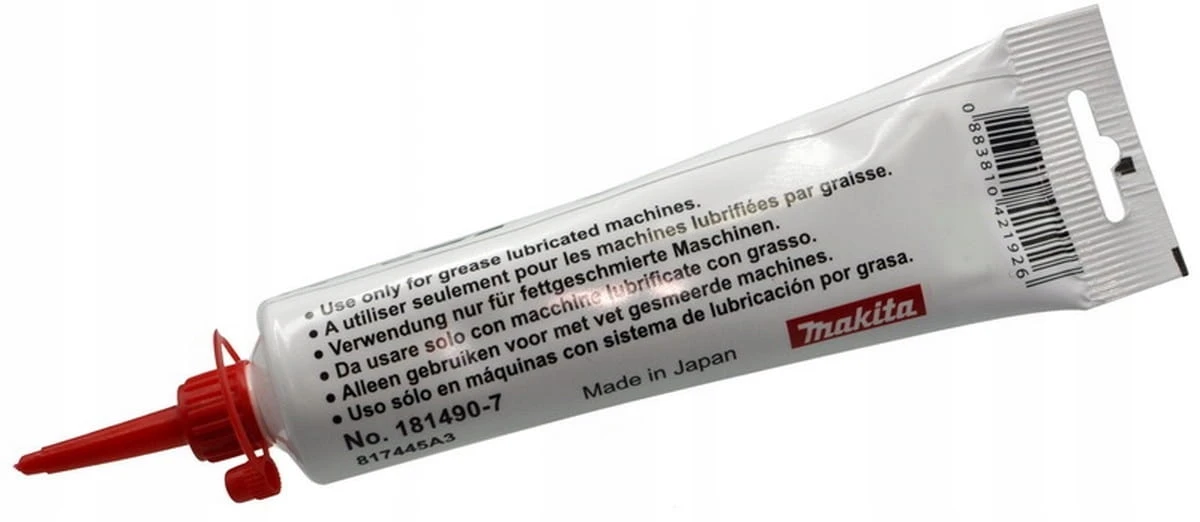 • Use only for grease lubricated machines.
• A utiliser seulement pour les machines lubrifiées par graisse.
• Verwendung nur für fettgeschmierte Maschinen.
• Da usare solo con macchine lubrificate con grasso.
• Alleen gebruiken voor met vet gesmeerde machines.
• Uso sólo en máquinas con sistema de lubricación por grasa.
No. 181490-7
Made in Japan
817445A3
makita
0 88381 0 421926